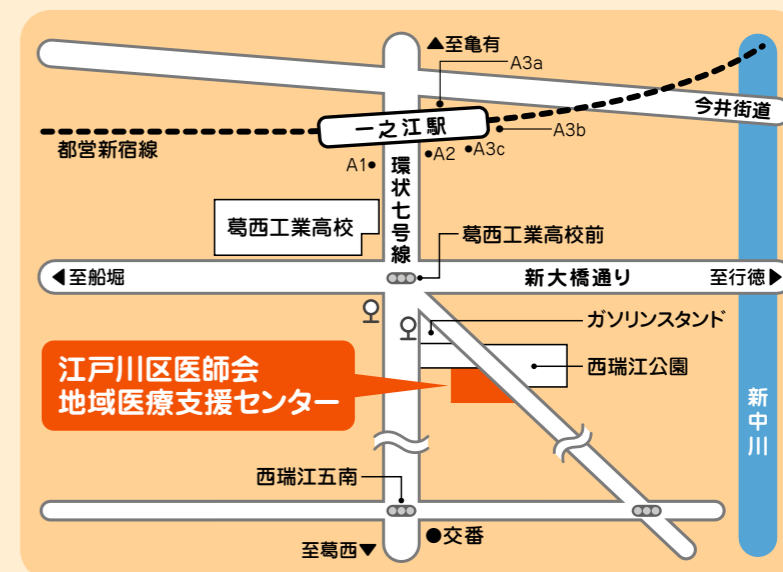 ▲至亀有
A3a
今井街道
一之江駅
A3b
都営新宿線
A1
A2
A3c
環状七号線
葛西工業高校
葛西工業高校前
◀至船堀
新大橋通り
至行徳▶
ガソリンスタンド
江戸川区医師会
地域医療支援センター
西瑞江公園
新中川
西瑞江五南
●交番
至葛西▼